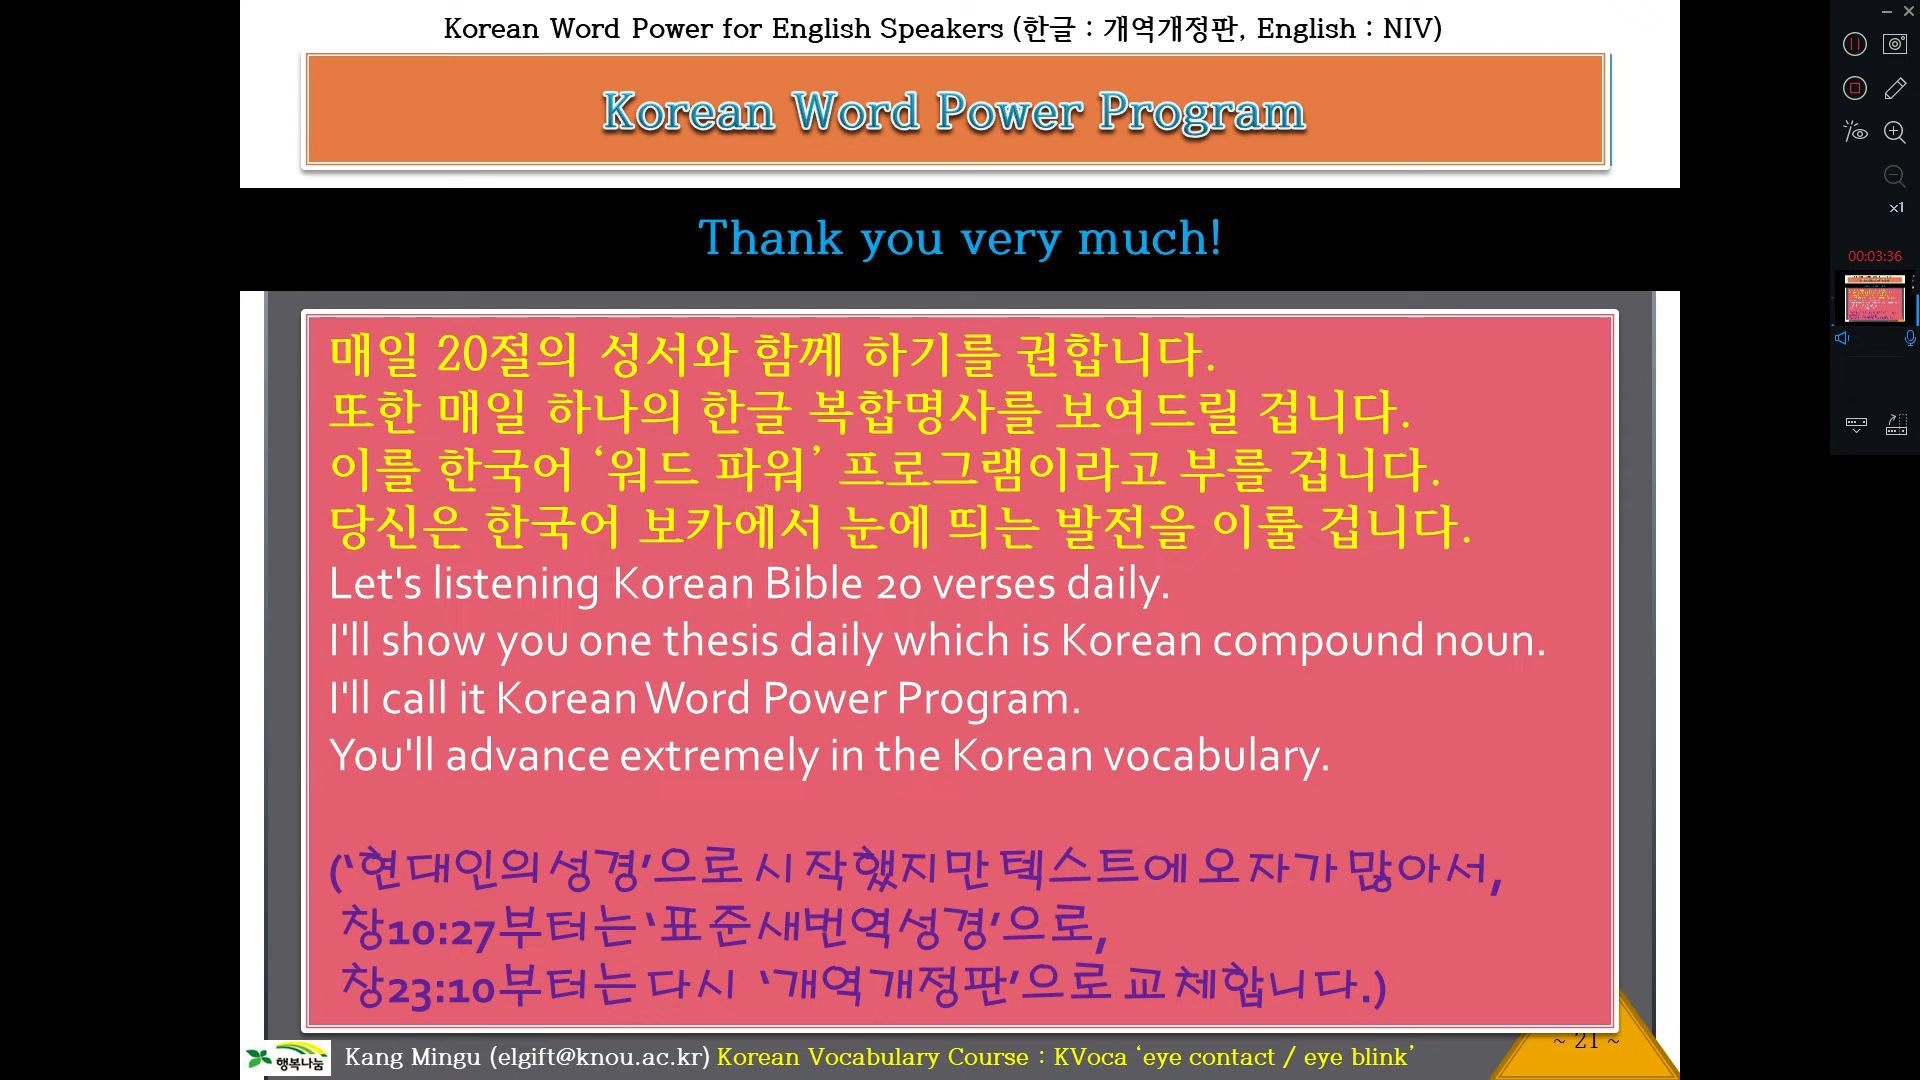 Korean Word Power for English Speakers (한글 : 개역개정판, English : NIV)
Korean Word Power Program
Thank you very much!
매일 20절의 성서와 함께 하기를 권합니다.
또한 매일 하나의 한글 복합명사를 보여드릴 겁니다.
이를 한국어 ‘워드 파워’ 프로그램이라고 부를 겁니다.
당신은 한국어 보카에서 눈에 띄는 발전을 이룰 겁니다.
Let's listening Korean Bible 20 verses daily.
I'll show you one thesis daily which is Korean compound noun.
I'll call it Korean Word Power Program.
You'll advance extremely in the Korean vocabulary.
(‘현대인의성경’으로 시작했지만 텍스트에 오자가 많아서,
창10:27부터는 ‘표준새번역성경’으로,
창23:10부터는 다시 ‘개역개정판’으로 교체합니다.)
행복나눔 Kang Mingu (elgift@knou.ac.kr) Korean Vocabulary Course : KVoca ‘eye contact / eye blink’
~ 21 ~
x1
00:03:36